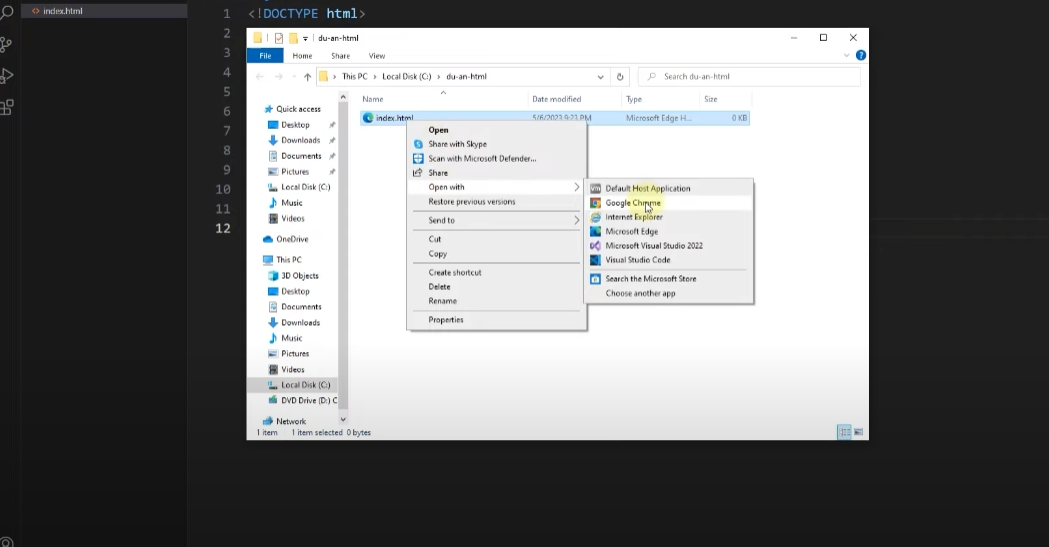 index.html
1 <!DOCTYPE html>
2
3
4
5
6
7
8
9
10
11
12
du-an-html
File Home Share View
This PC > Local Disk (C:) > du-an-html
Search du-an-html
Name Date modified Type Size
index.html 5/6/2023 9:23 PM Microsoft Edge H... 0 KB
Quick access
Desktop
Downloads
Documents
Pictures
Local Disk (C:)
Music
Videos
OneDrive
This PC
3D Objects
Desktop
Documents
Downloads
Music
Pictures
Videos
Local Disk (C:)
DVD Drive (D:) C
Network
Open
Share with Skype
Scan with Microsoft Defender...
Share
Open with
Restore previous versions
Send to
Cut
Copy
Create shortcut
Delete
Rename
Properties
Default Host Application
Google Chrome
Internet Explorer
Microsoft Edge
Microsoft Visual Studio 2022
Visual Studio Code
Search the Microsoft Store
Choose another app
1 item 1 item selected 0 bytes